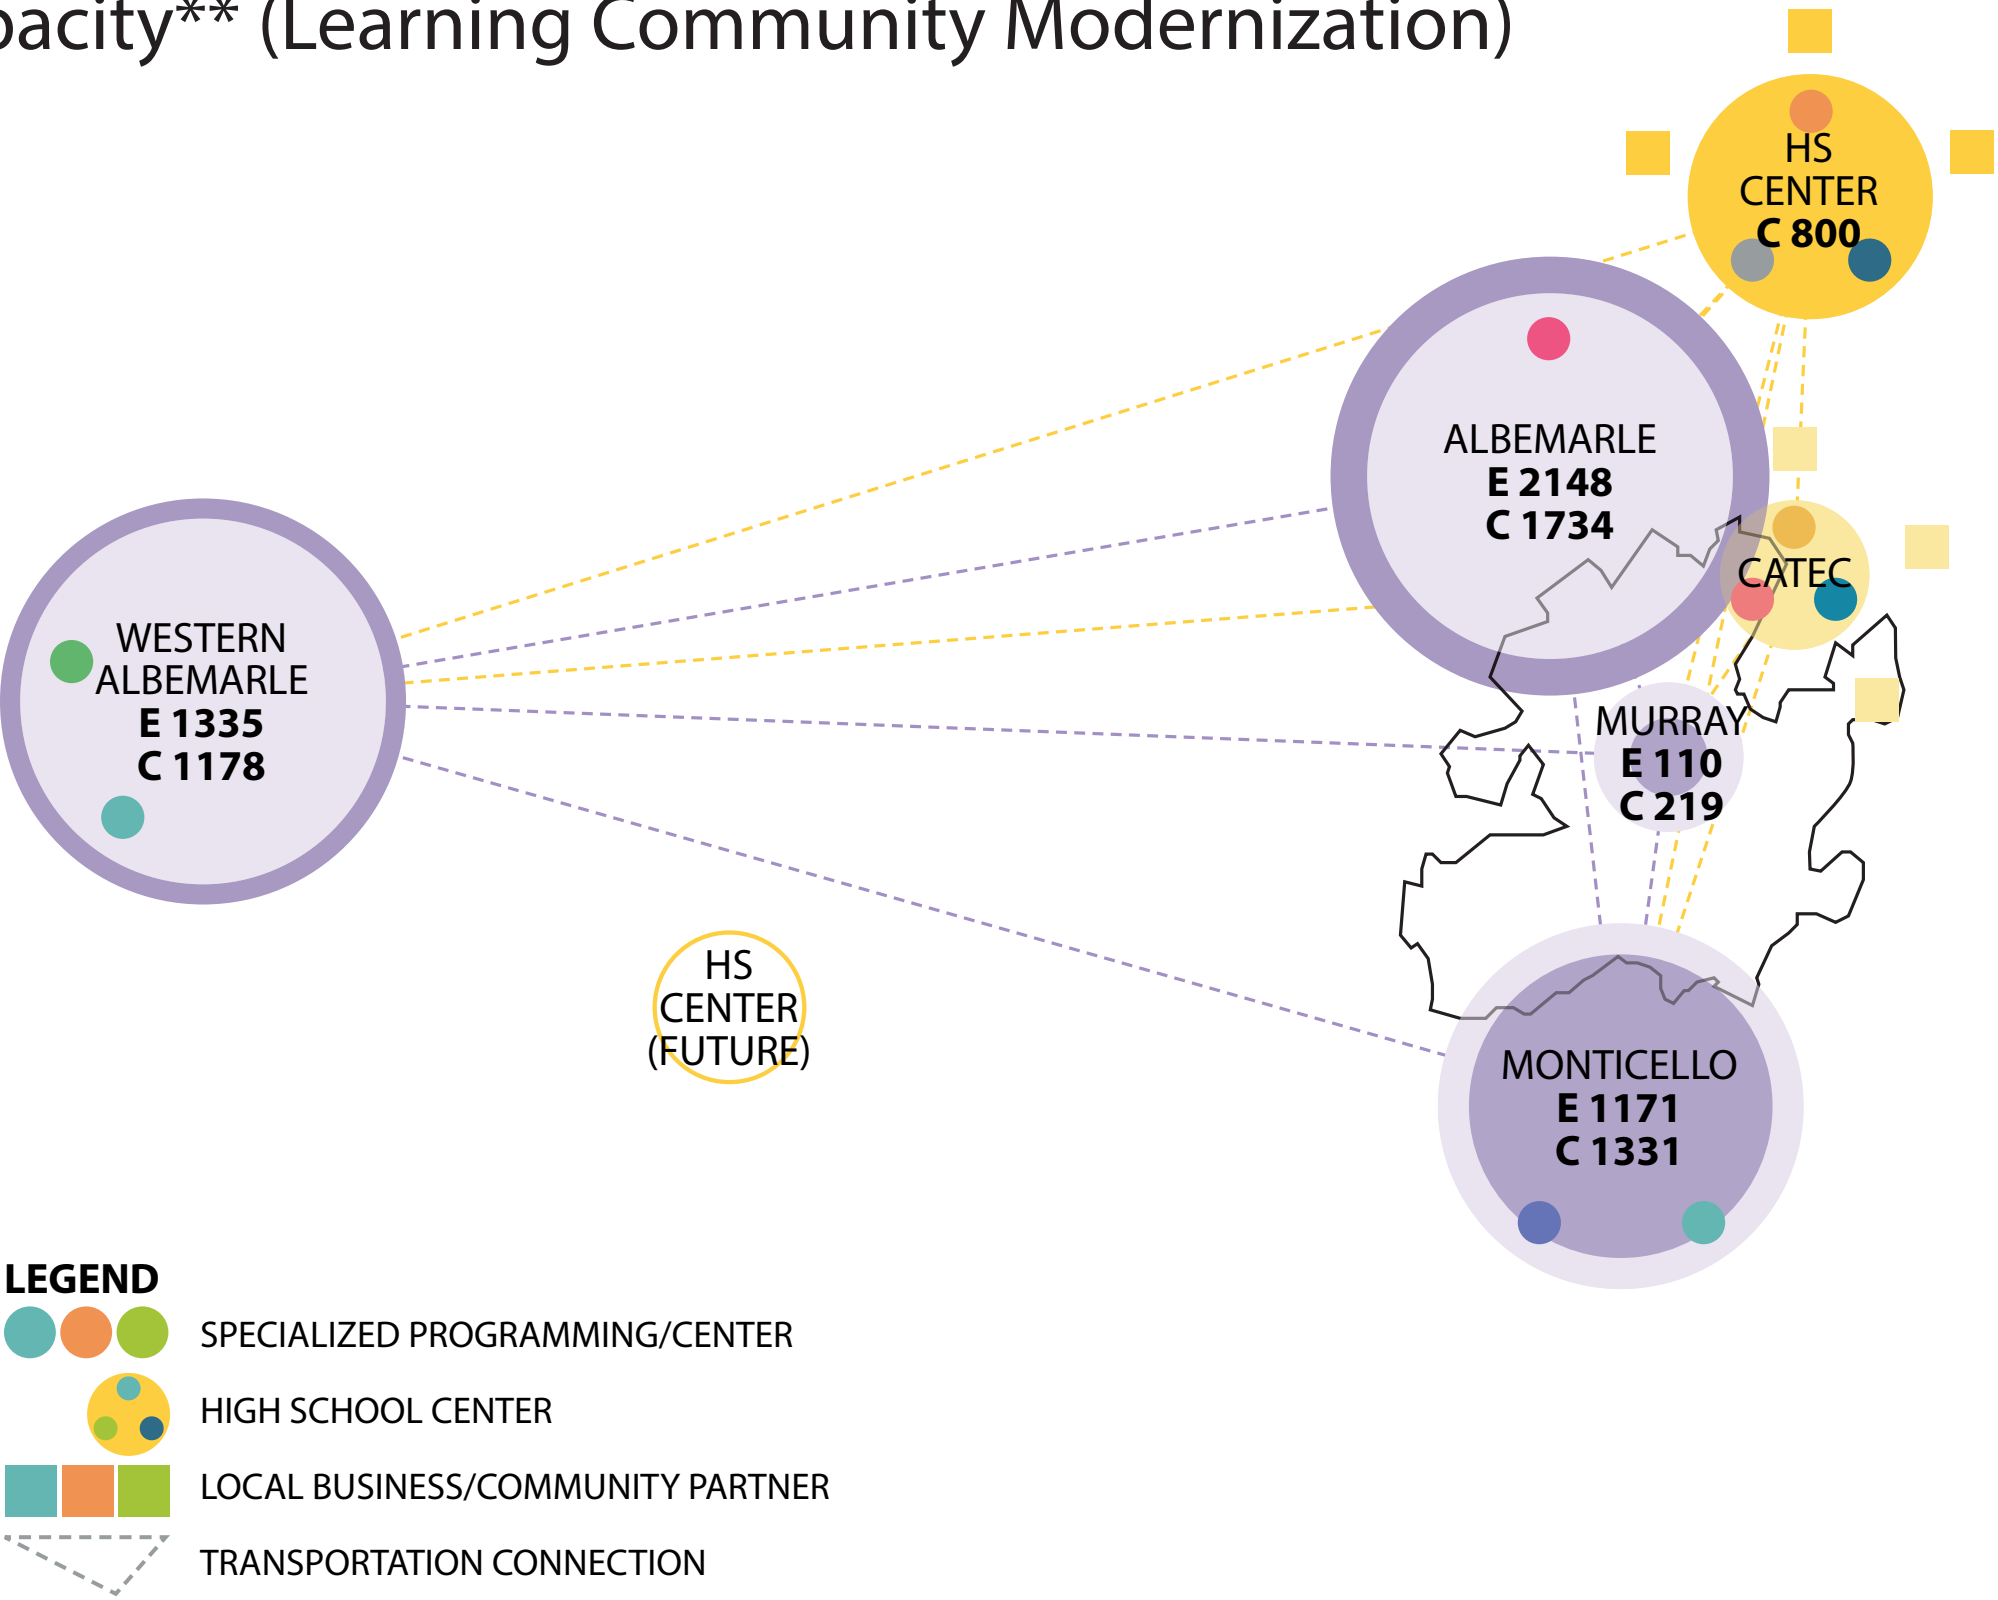 (Learning Community Modernization)
HS
CENTER
C 800
ALBEMARLE
E 2148
C 1734
CATEC
WESTERN
ALBEMARLE
E 1335
C 1178
MURRAY
E 110
C 219
HS
CENTER
(FUTURE)
MONTICELLO
E 1171
C 1331
LEGEND
SPECIALIZED PROGRAMMING/CENTER
HIGH SCHOOL CENTER
LOCAL BUSINESS/COMMUNITY PARTNER
TRANSPORTATION CONNECTION